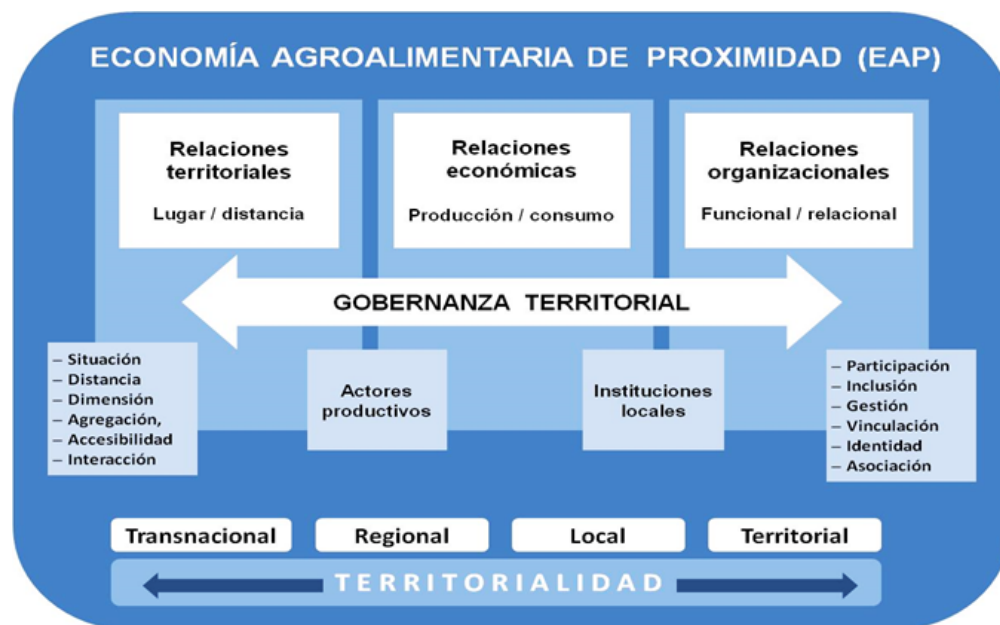 ECONOMÍA AGROALIMENTARIA DE PROXIMIDAD (EAP)
Relaciones
territoriales
Lugar / distancia
Relaciones
económicas
Producción / consumo
Relaciones
organizacionales
Funcional / relacional
GOBERNANZA TERRITORIAL
– Situación
– Distancia
– Dimensión
– Agregación,
– Accesibilidad
– Interacción
Actores
productivos
Instituciones
locales
– Participación
– Inclusión
– Gestión
– Vinculación
– Identidad
– Asociación
Transnacional
Regional
Local
Territorial
TERRITORIALIDAD